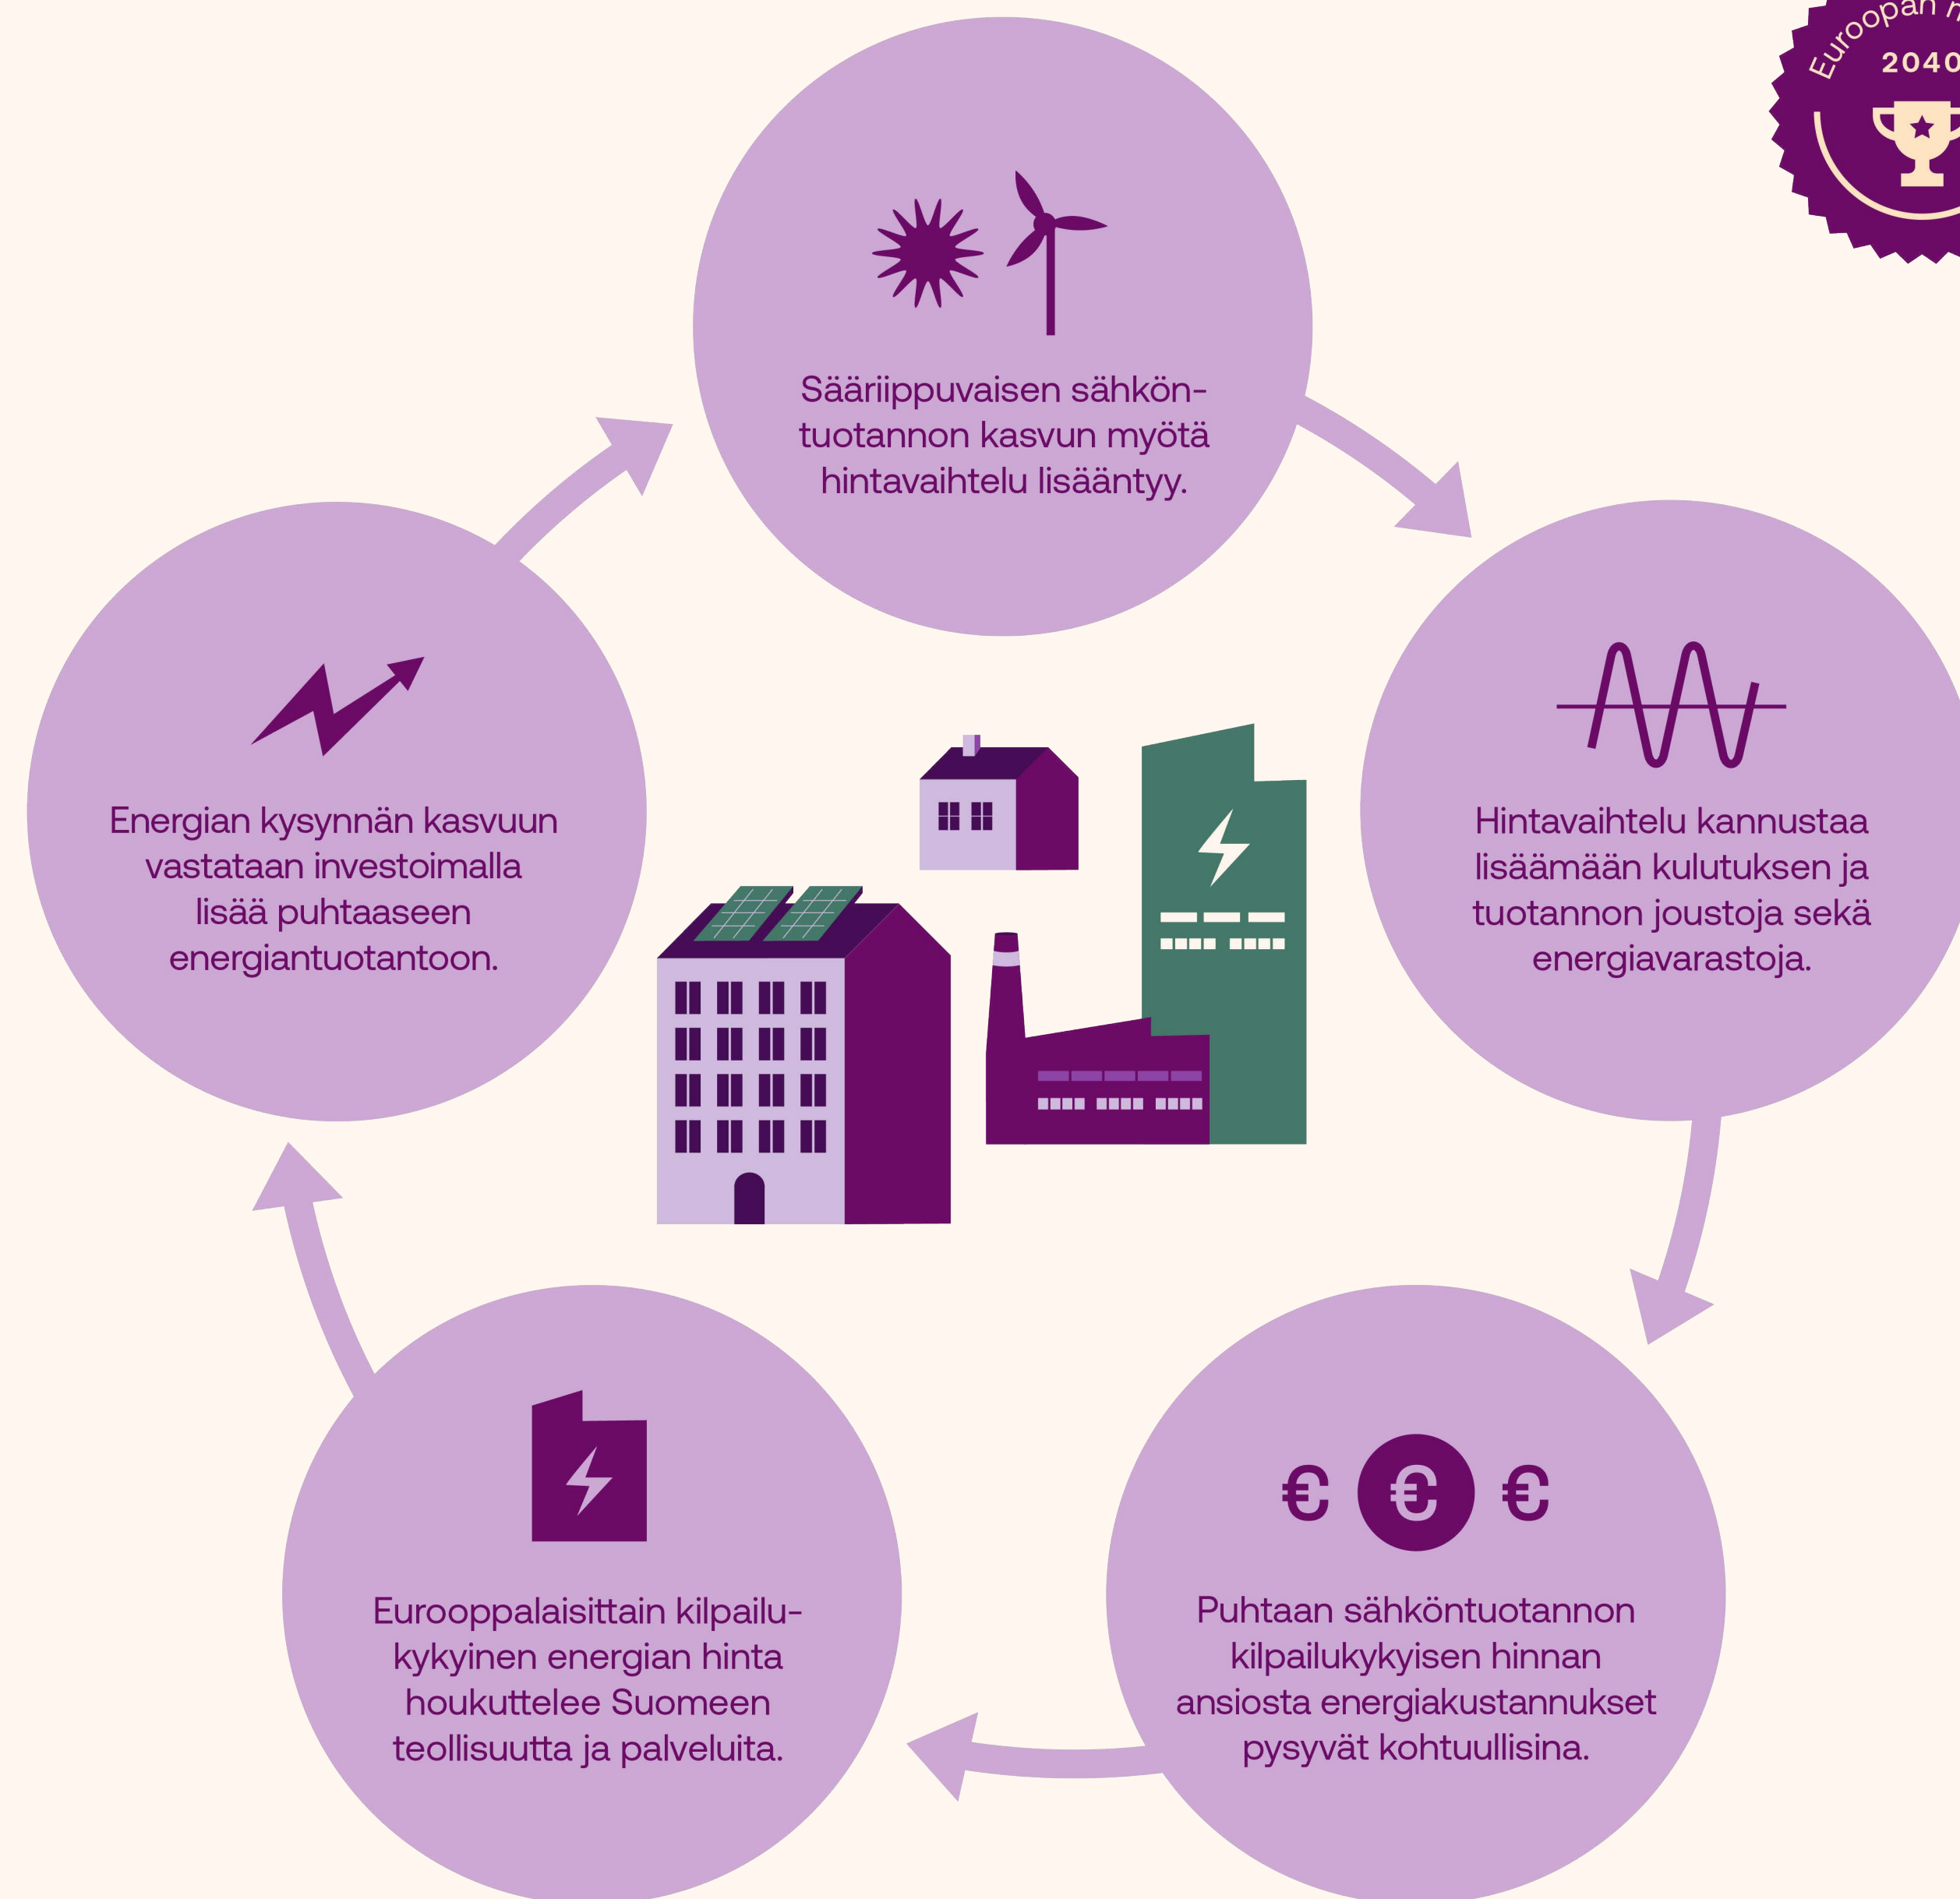 Euroopan
2040
Sääriippuvaisen sähkön-
tuotannon kasvun myötä
hintavaihtelu lisääntyy.
Hintavaihtelu kannustaa
lisäämään kulutuksen ja
tuotannon joustoja sekä
energiavarastoja.
Puhtaan sähköntuotannon
kilpailukykyisen hinnan
ansiosta energiakustannukset
pysyvät kohtuullisina.
Eurooppalaisittain kilpailu-
kykyinen energian hinta
houkuttelee Suomeen
teollisuutta ja palveluita.
Energian kysynnän kasvuun
vastataan investoimalla
lisää puhtaaseen
energiantuotantoon.
€ € €